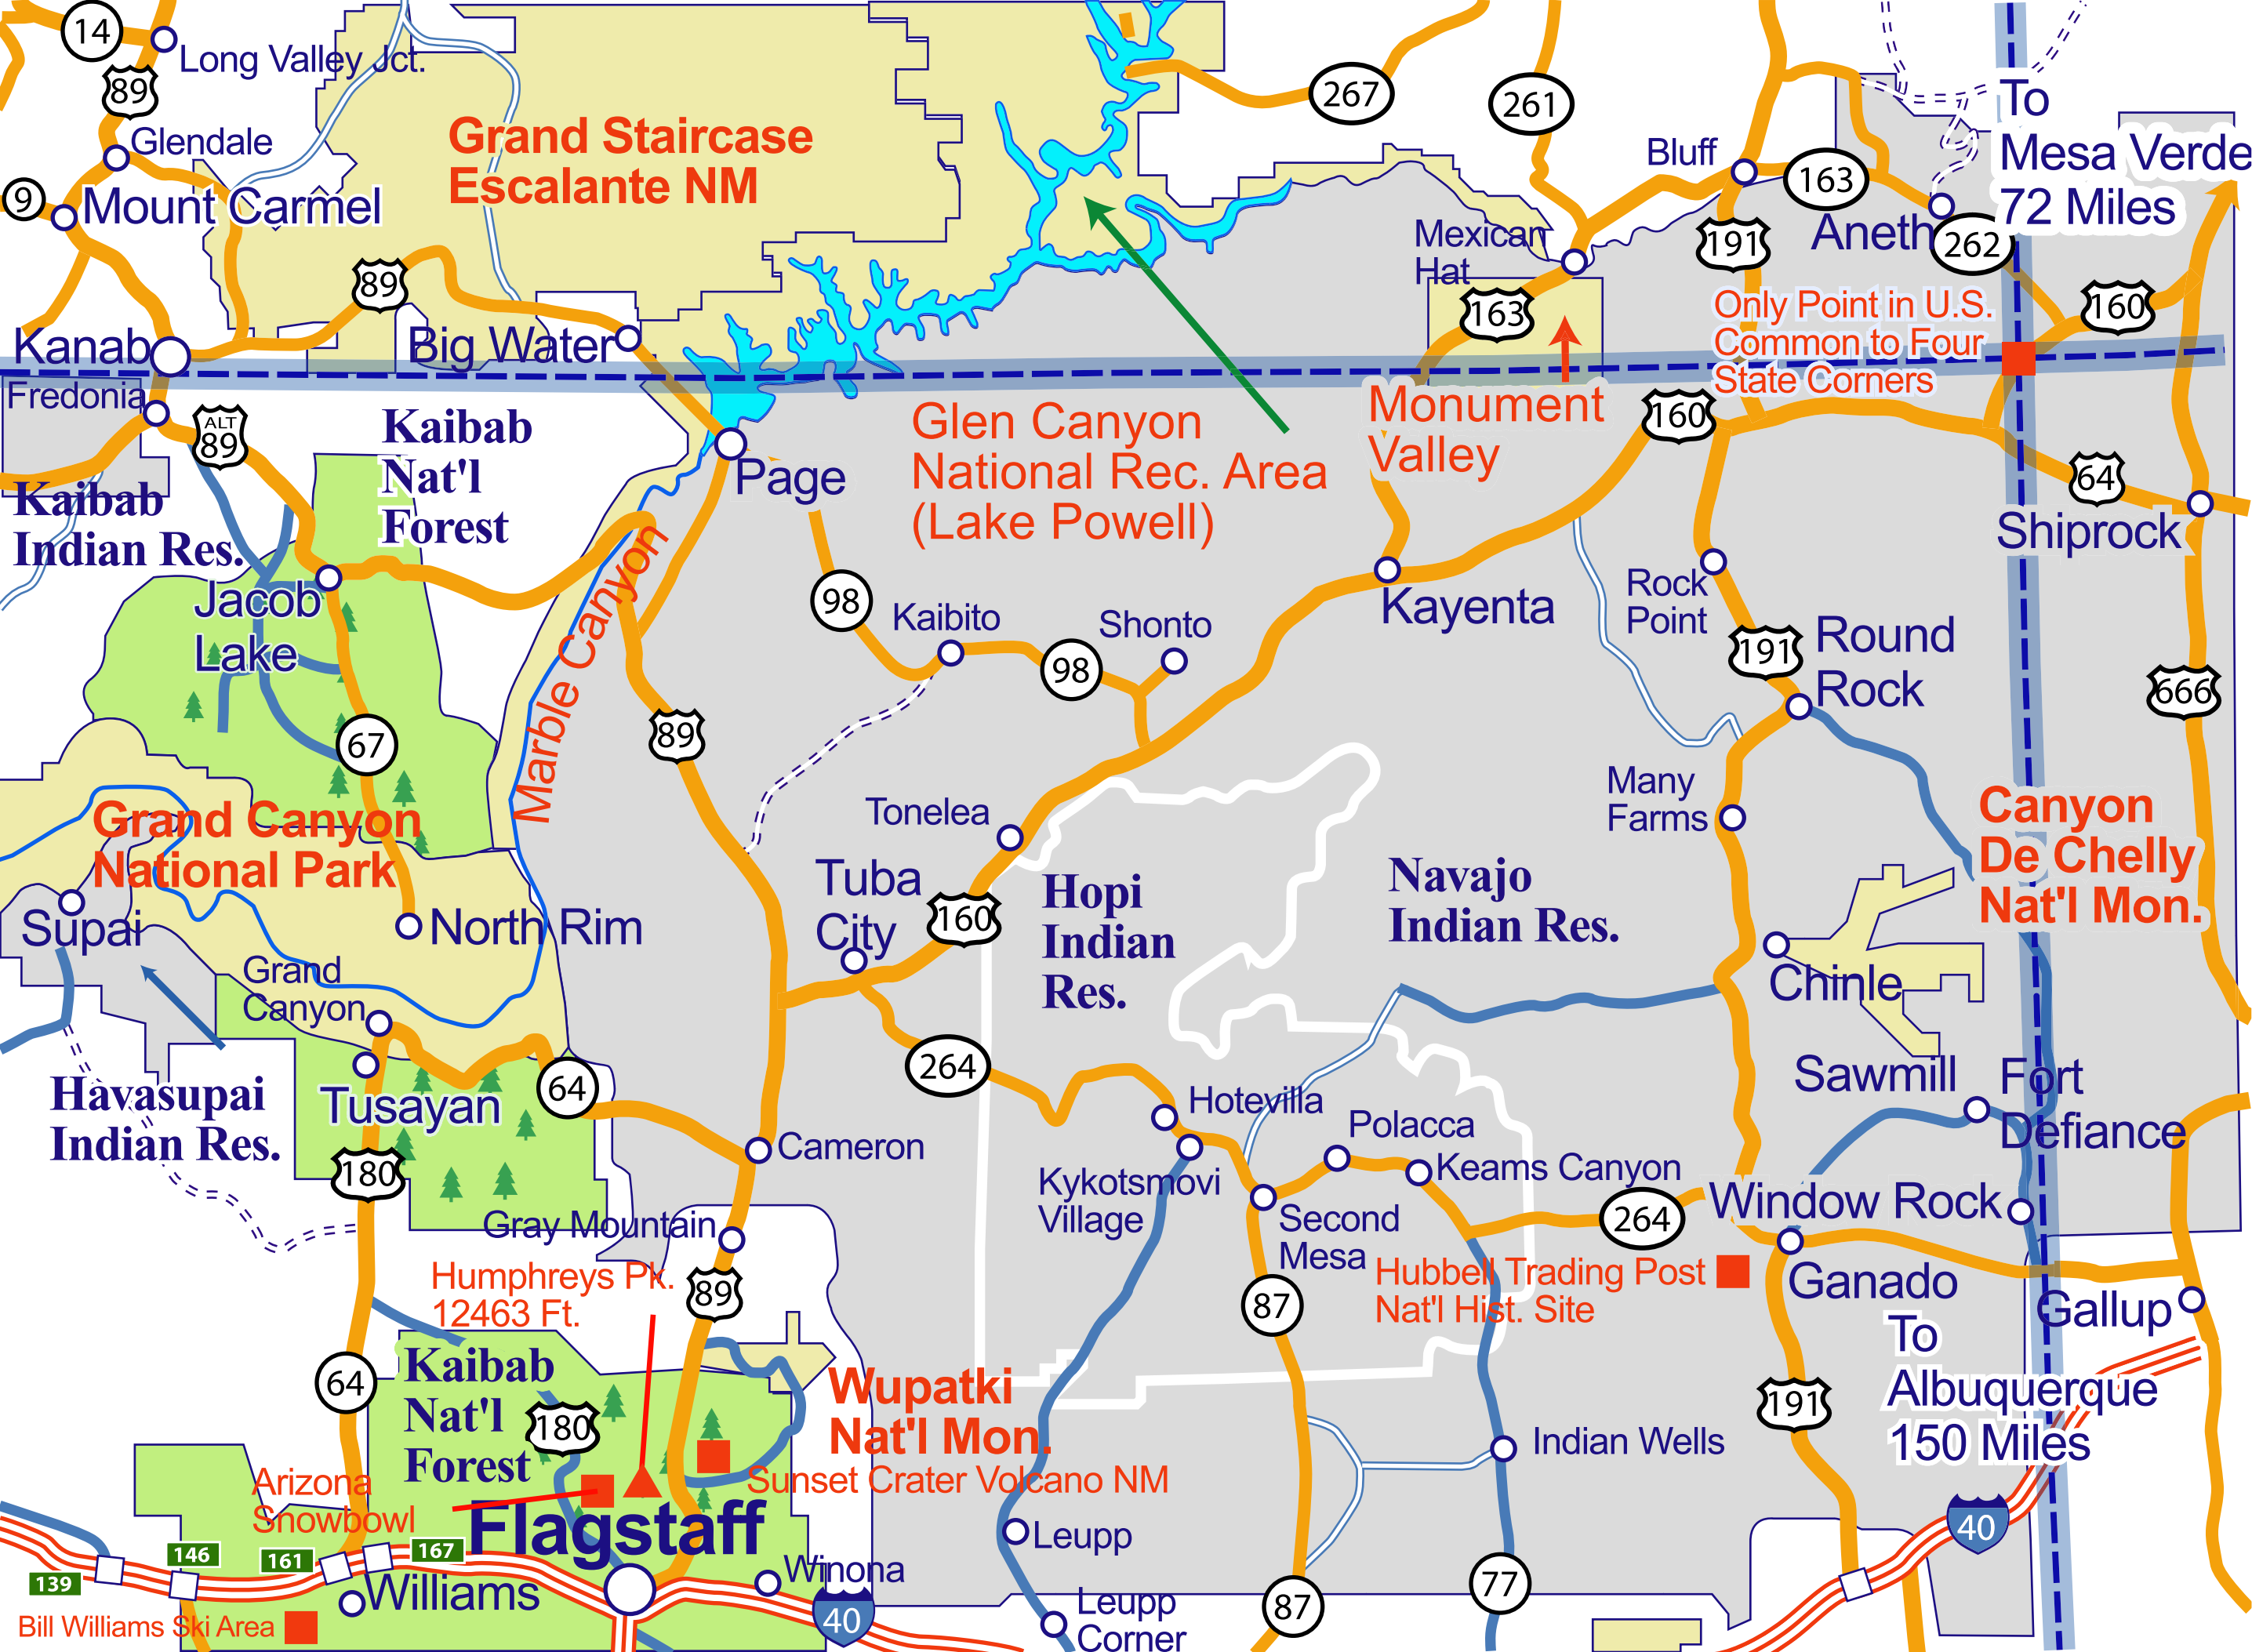 14
Long Valley Jct.
89
Glendale
9
Mount Carmel
Grand Staircase
Escalante NM
89
267
261
Bluff
163
191
Aneth
262
To
Mesa Verde
72 Miles
Mexican
Hat
163
Only Point in U.S.
Common to Four
State Corners
160
Kanab
Big Water
Fredonia
ALT
89
Kaibab
Nat'l
Forest
Page
Glen Canyon
National Rec. Area
(Lake Powell)
Monument
Valley
160
64
Shiprock
Kaibab
Indian Res.
Jacob
Lake
Marble Canyon
98
Kaibito
Shonto
98
Kayenta
Rock
Point
191
Round
Rock
666
67
89
Grand Canyon
National Park
Tonelea
Many
Farms
Canyon
De Chelly
Nat'l Mon.
Supai
North Rim
Tuba
City
160
Hopi
Indian
Res.
Navajo
Indian Res.
Grand
Canyon
Chinle
Havasupai
Indian Res.
Tusayan
64
264
Hotevilla
Polacca
Sawmill
Fort
Defiance
180
Cameron
Kykotsmovi
Village
Keams Canyon
Second
Mesa
264
Window Rock
Gray Mountain
Humphreys Pk.
12463 Ft.
89
87
Hubbell Trading Post
Nat'l Hist. Site
Ganado
Gallup
64
Kaibab
Nat'l
Forest
180
Wupatki
Nat'l Mon.
Sunset Crater Volcano NM
191
To
Albuquerque
150 Miles
Indian Wells
Arizona
Snowbowl
Flagstaff
Leupp
40
146
161
167
139
Williams
Winona
40
77
87
Bill Williams Ski Area
Leupp
Corner